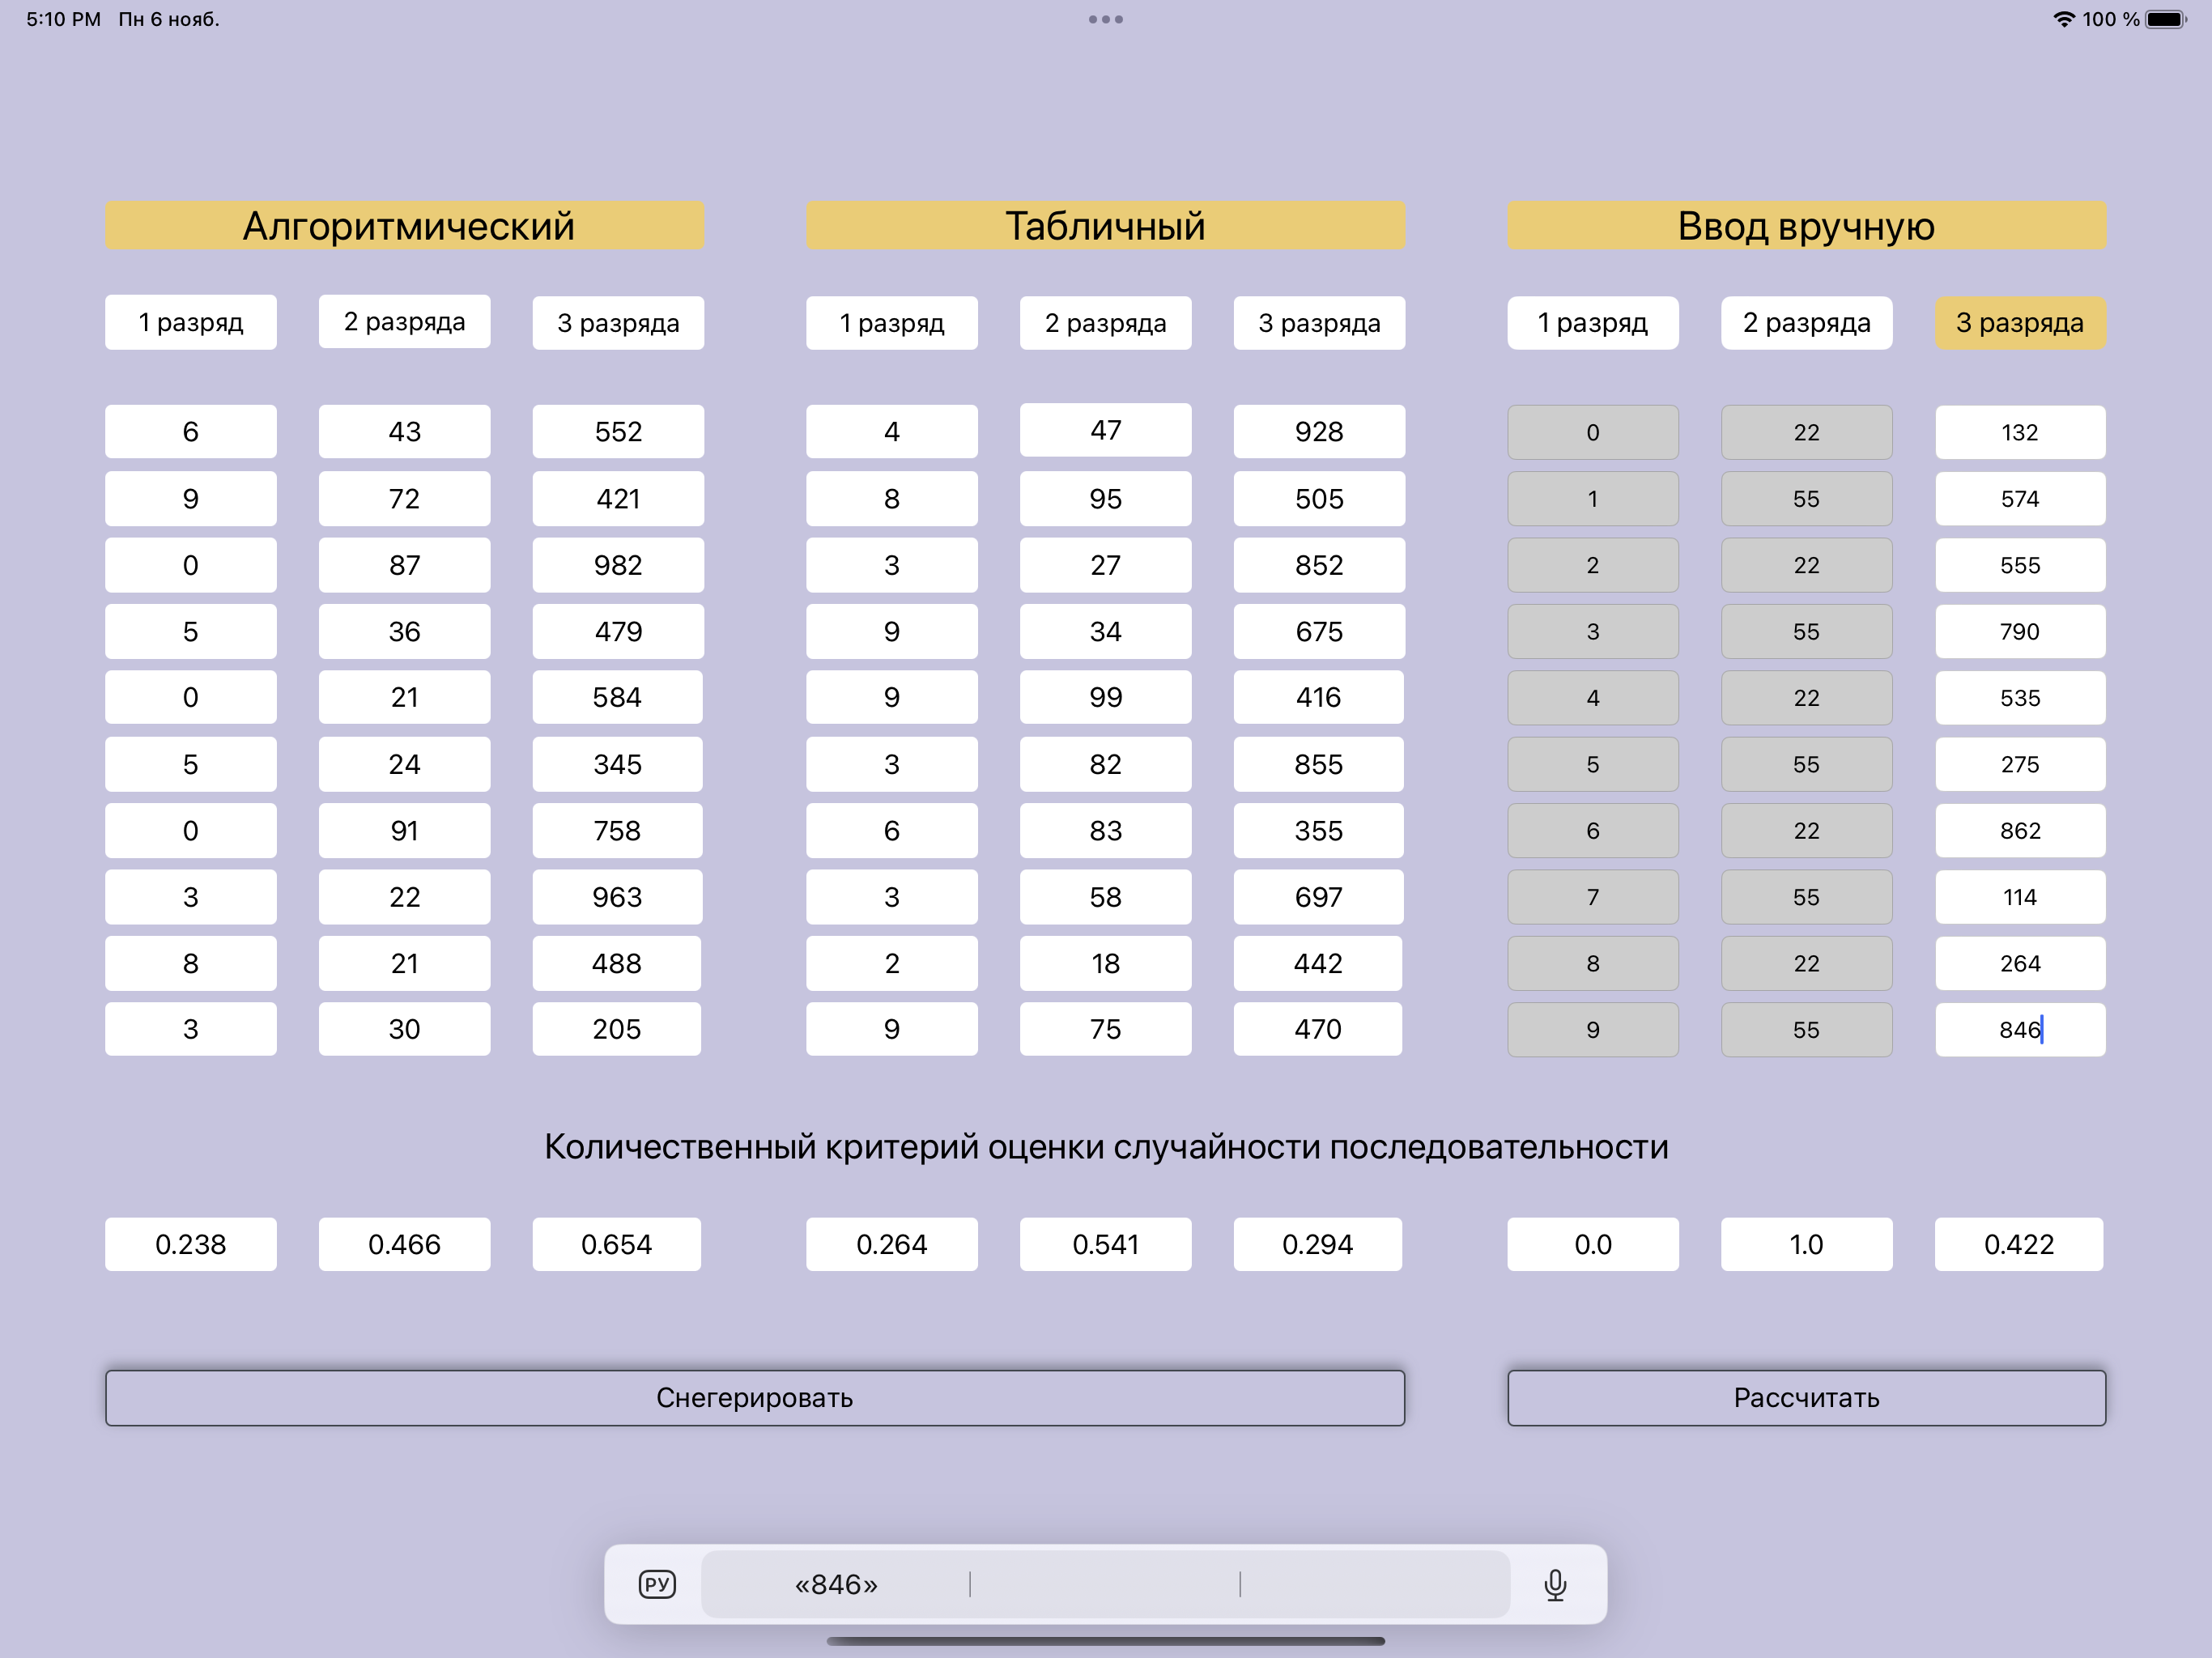 5:10 PM Пн 6 нояб. 100 %
Алгоритмический Табличный Ввод вручную
1 разряд 2 разряда 3 разряда 1 разряд 2 разряда 3 разряда 1 разряд 2 разряда 3 разряда
6 43 552 4 47 928 0 22 132
9 72 421 8 95 505 1 55 574
0 87 982 3 27 852 2 22 555
5 36 479 9 34 675 3 55 790
0 21 584 9 99 416 4 22 535
5 24 345 3 82 855 5 55 275
0 91 758 6 83 355 6 22 862
3 22 963 3 58 697 7 55 114
8 21 488 2 18 442 8 22 264
3 30 205 9 75 470 9 55 846
Количественный критерий оценки случайности последовательности
0.238 0.466 0.654 0.264 0.541 0.294 0.0 1.0 0.422
Снегерировать Рассчитать
РУ «846»